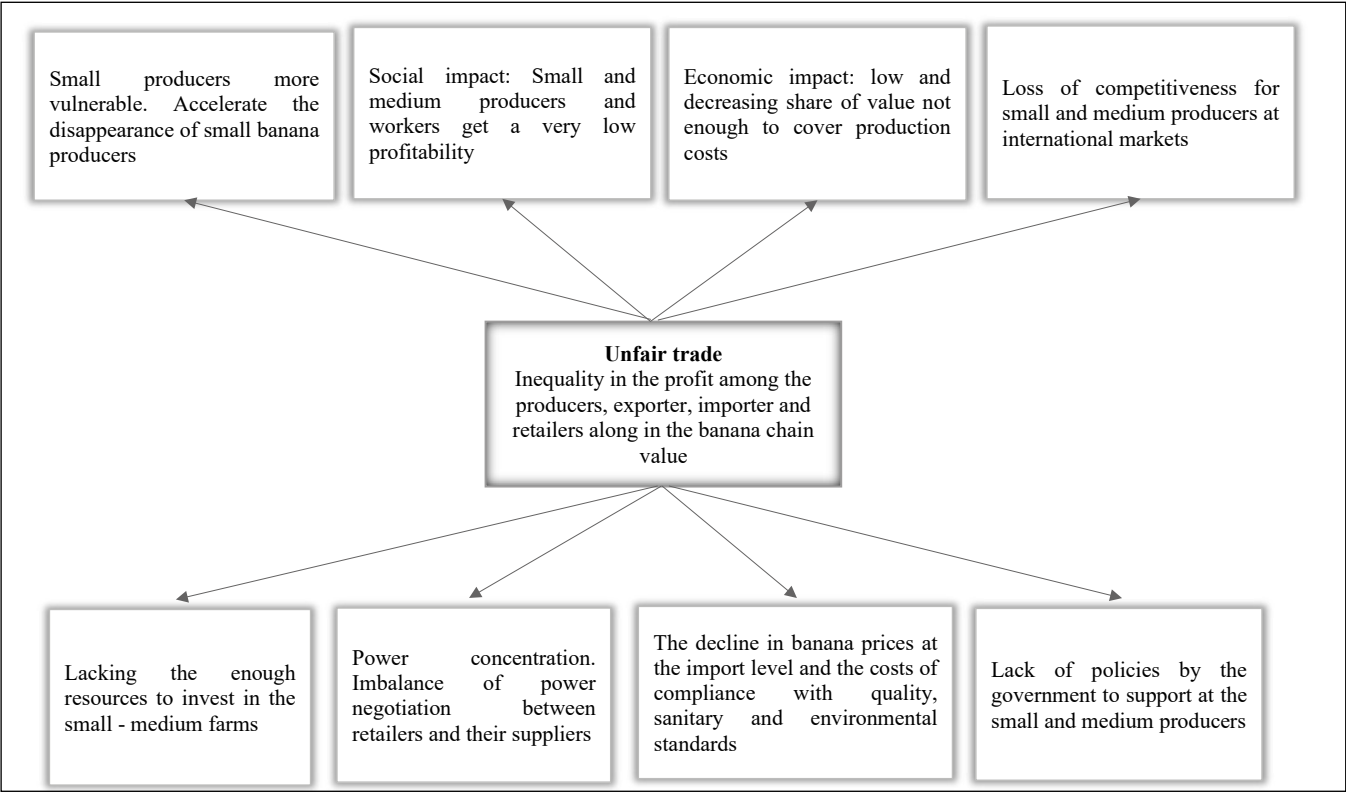 Small producers more
vulnerable. Accelerate the
disappearance of small banana
producers
Social impact: Small and
medium producers and
workers get a very low
profitability
Economic impact: low and
decreasing share of value not
enough to cover production
costs
Loss of competitiveness for
small and medium producers at
international markets
Unfair trade
Inequality in the profit among the
producers, exporter, importer and
retailers along in the banana chain
value
Lacking the enough
resources to invest in the
small - medium farms
Power concentration.
Imbalance of power
negotiation between
retailers and their suppliers
The decline in banana prices at
the import level and the costs of
compliance with quality,
sanitary and environmental
standards
Lack of policies by the
government to support at the
small and medium producers